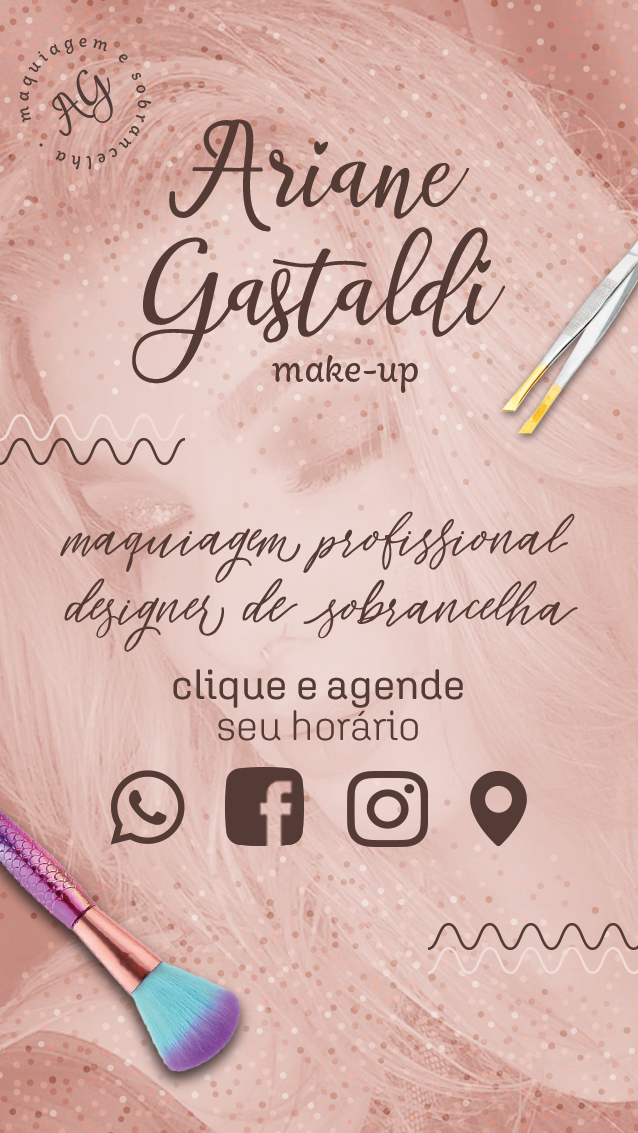 maquiagem e sobrancelha •
AG
Ariane
Gastaldi
make-up
maquiagem profissional
designer de sobrancelha
clique e agende
seu horário